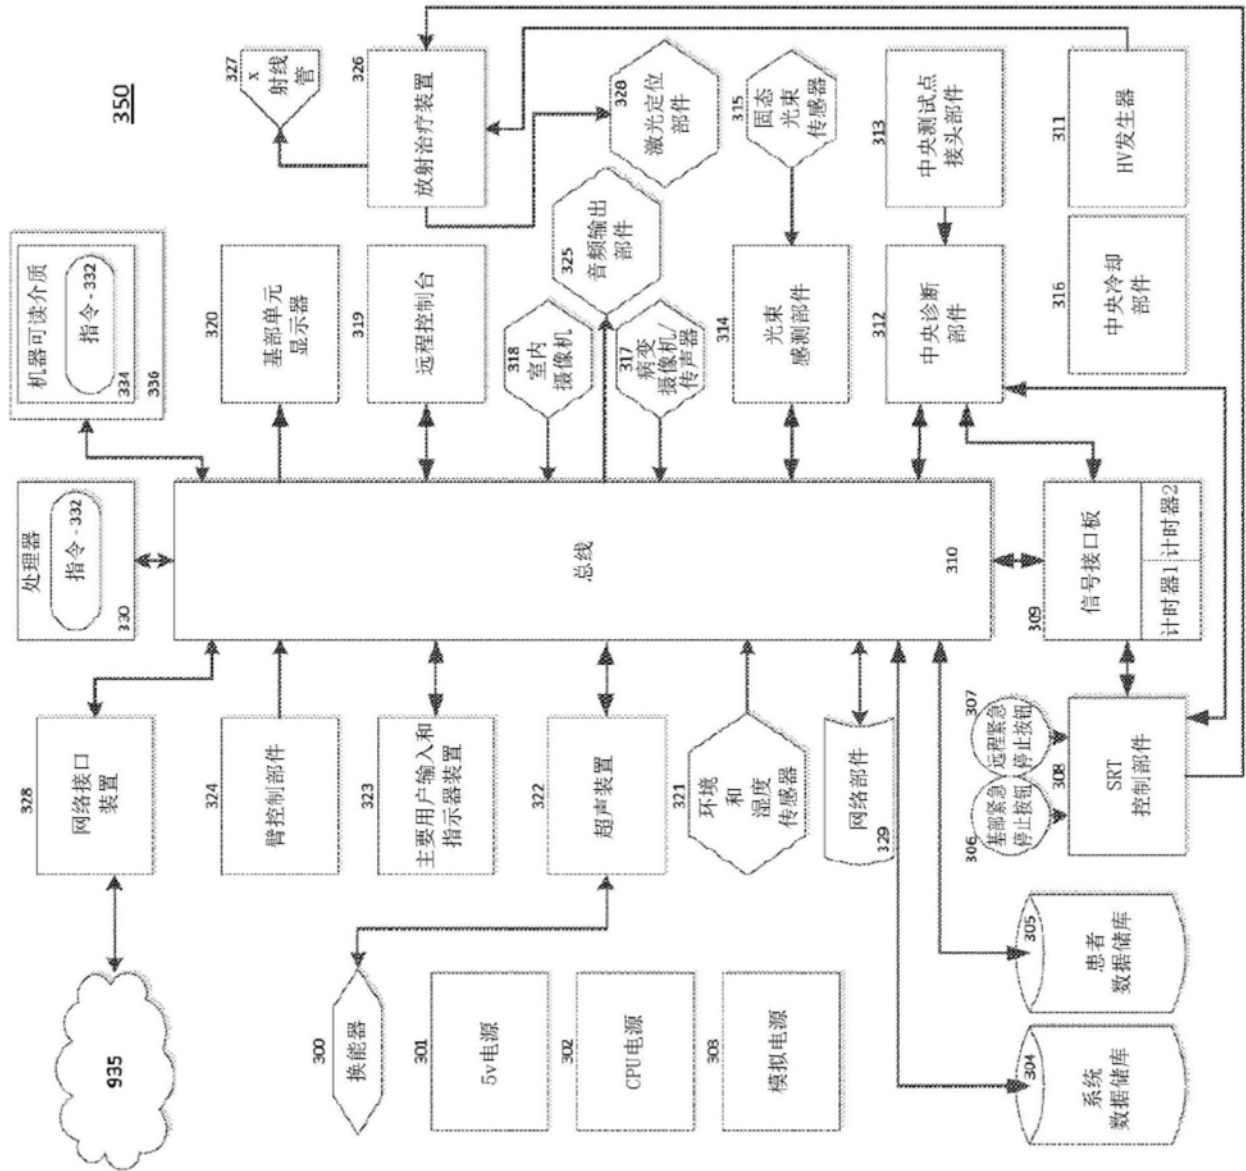 350
935
328
网络接口
装置
处理器
指令 - 332
330
机器可读介质
指令 - 332
334
336
327
x
射线
管
300
换能器
324
臂控制部件
320
基部单元
显示器
326
放射治疗装置
301
5v电源
323
主要用户输入和
指示器装置
319
远程控制台
302
CPU电源
322
超声装置
318
室内
摄像机
325
音频输出
部件
328
激光定位
部件
总线
310
303
模拟电源
321
环境
和
湿度
传感器
317
病变
摄像机/
传声器
314
光束
感测部件
315
固态
光束
传感器
网络部件
329
312
中央诊断
部件
313
中央测试点
接头部件
304
系统
数据储库
305
患者
数据储库
306
基部紧急
停止按钮
307
远程紧急
停止按钮
308
SRT
控制部件
309
信号接口板
计时器1
计时器2
316
中央冷却
部件
311
HV发生器